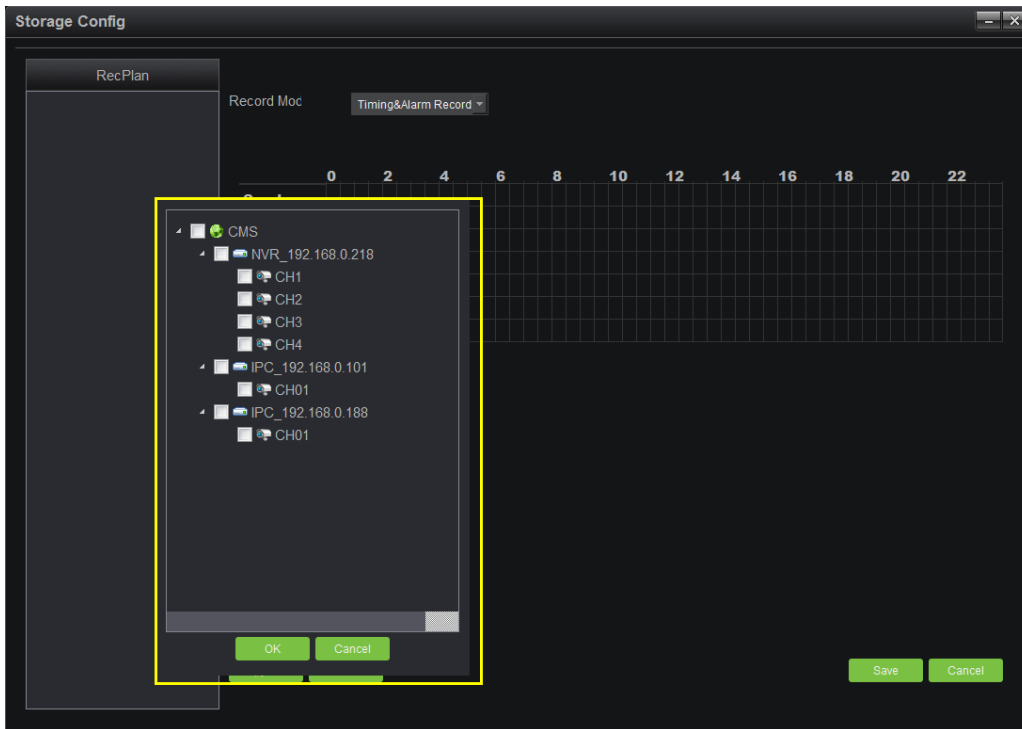 Storage Config
RecPlan
Record Mod
Timing&Alarm Record
0 2 4 6 8 10 12 14 16 18 20 22
CMS
NVR_192.168.0.218
CH1
CH2
CH3
CH4
IPC_192.168.0.101
CH01
IPC_192.168.0.188
CH01
OK Cancel
Save Cancel